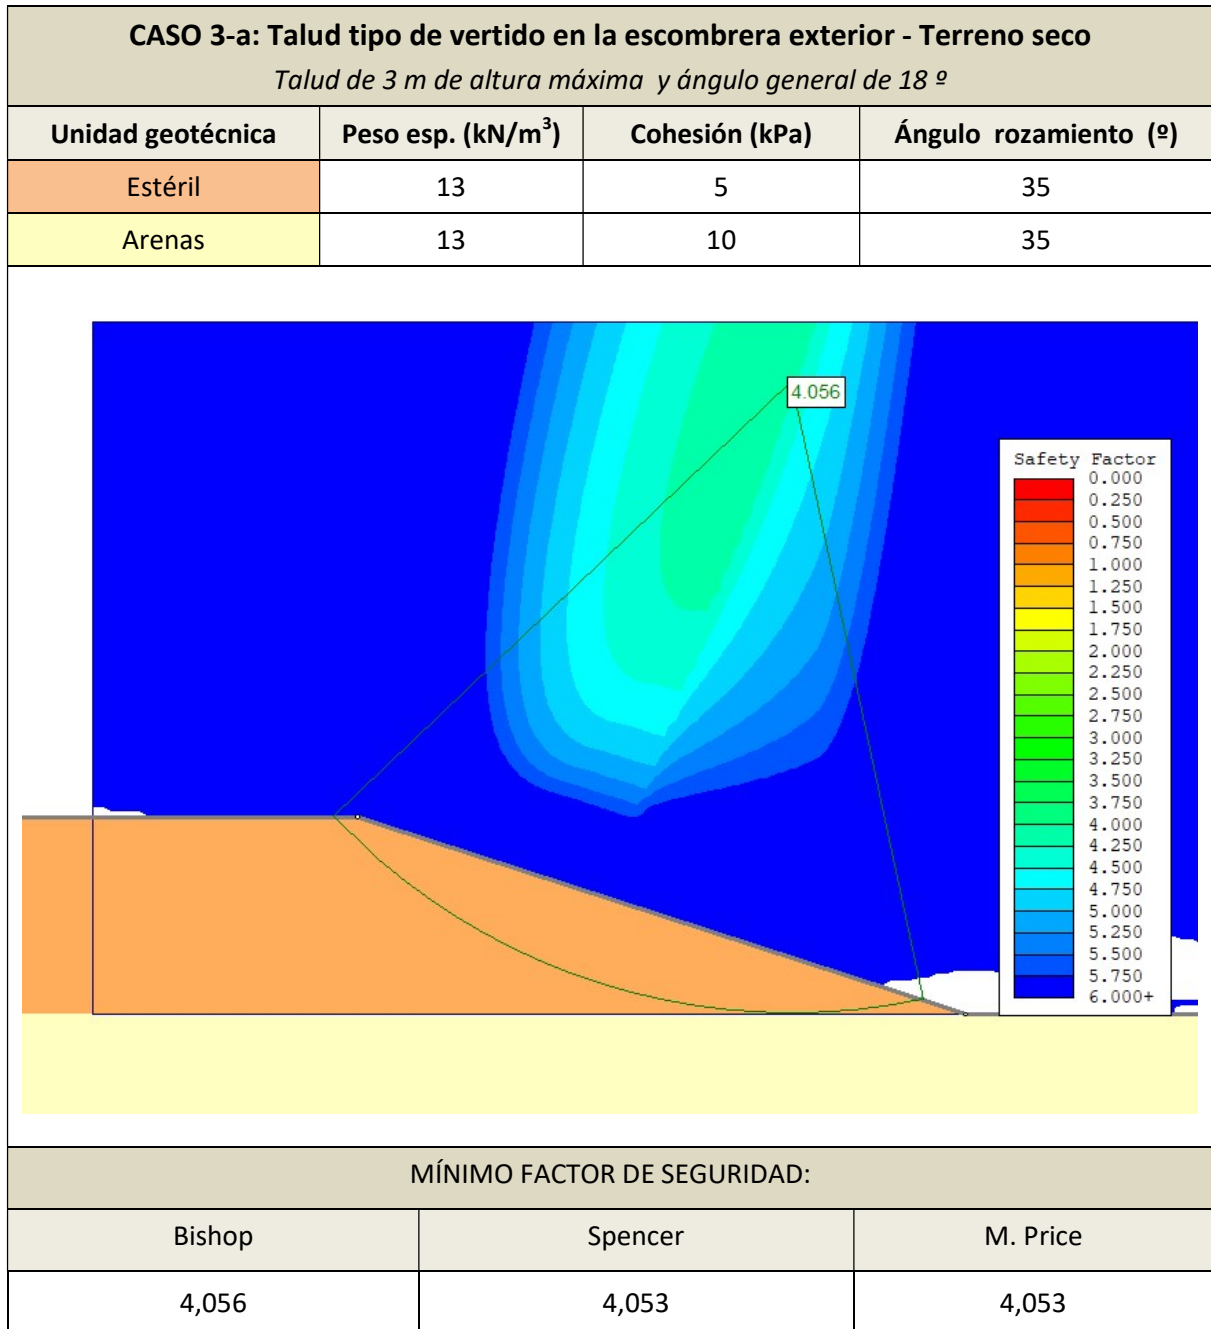 CASO 3-a: Talud tipo de vertido en la escombrera exterior - Terreno seco
Talud de 3 m de altura máxima y ángulo general de 18 º
Unidad geotécnica Peso esp. (kN/m³) Cohesión (kPa) Ángulo rozamiento (º)
Estéril 13 5 35
Arenas 13 10 35
4.056
Safety Factor
0.000
0.250
0.500
0.750
1.000
1.250
1.500
1.750
2.000
2.250
2.500
2.750
3.000
3.250
3.500
3.750
4.000
4.250
4.500
4.750
5.000
5.250
5.500
5.750
6.000+
MÍNIMO FACTOR DE SEGURIDAD:
Bishop Spencer M. Price
4,056 4,053 4,053